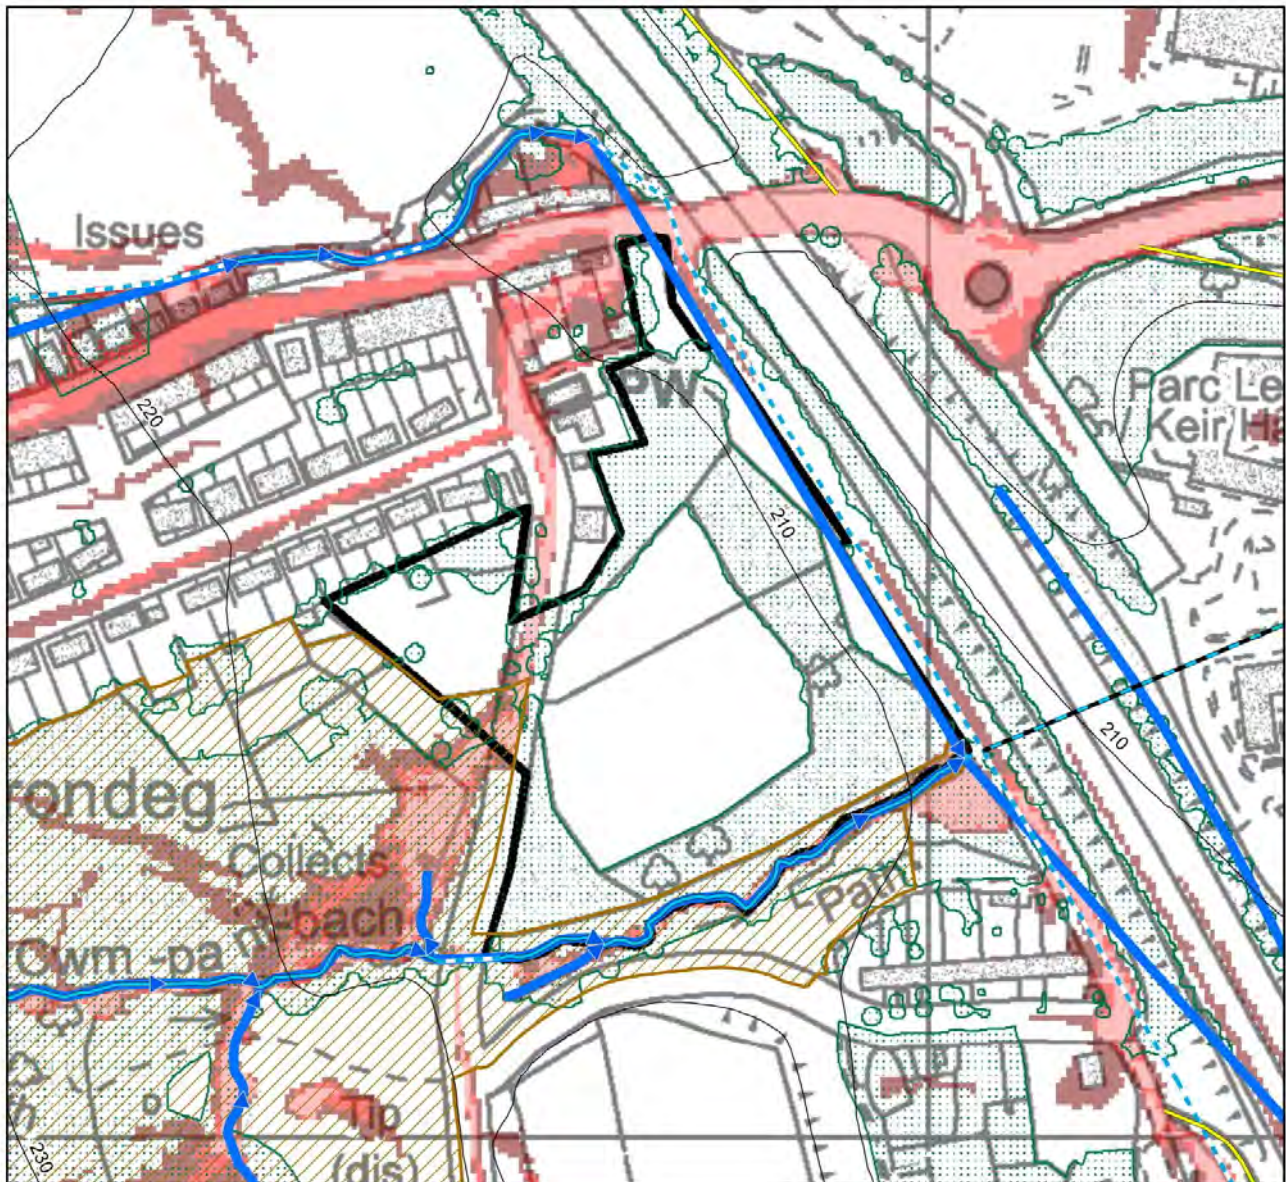 Issues
Parc Le
Keir Ha
220
PW
210
210
rondeg
Collects
t-bach
Cwm -pa
Path
Tip
(dis)
230